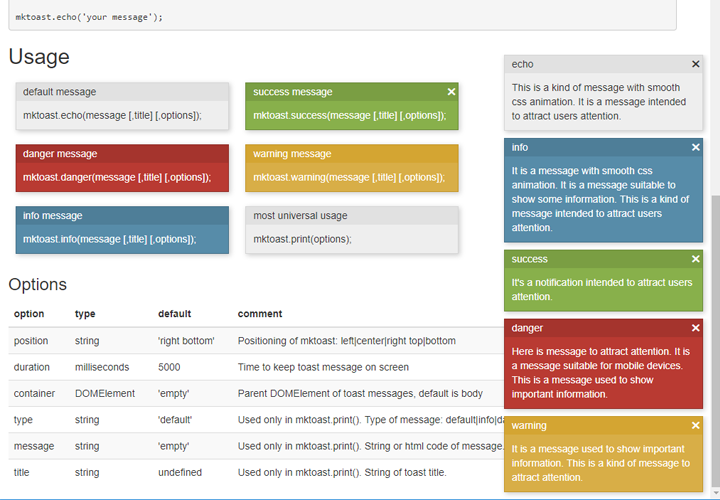 mktoast.echo('your message');
Usage
default message
mktoast.echo(message [,title] [,options]);
success message
mktoast.success(message [,title] [,options]);
danger message
mktoast.danger(message [,title] [,options]);
warning message
mktoast.warning(message [,title] [,options]);
info message
mktoast.info(message [,title] [,options]);
most universal usage
mktoast.print(options);
Options
option type default comment
position string 'right bottom' Positioning of mktoast: left|center|right top|bottom
duration milliseconds 5000 Time to keep toast message on screen
container DOMElement 'empty' Parent DOMElement of toast messages, default is body
type string 'default' Used only in mktoast.print(). Type of message: default|info|da
message string 'empty' Used only in mktoast.print(). String or html code of message.
title string undefined Used only in mktoast.print(). String of toast title.
echo
This is a kind of message with smooth
css animation. It is a message intended
to attract users attention.
info
It is a message with smooth css
animation. It is a message suitable to
show some information. This is a kind of
message intended to attract users
attention.
success
It's a notification intended to attract users
attention.
danger
Here is message to attract attention. It is
a message suitable for mobile devices.
This is a message used to show
important information.
warning
It is a message used to show important
information. This is a kind of message to
attract attention.